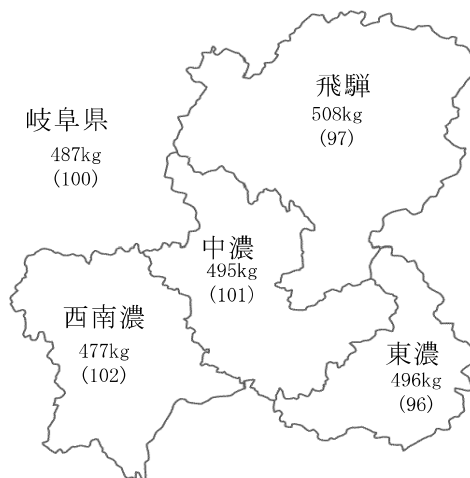 飛騨
508kg
(97)
岐阜県
487kg
(100)
中濃
495kg
(101)
西南濃
477kg
(102)
東濃
496kg
(96)